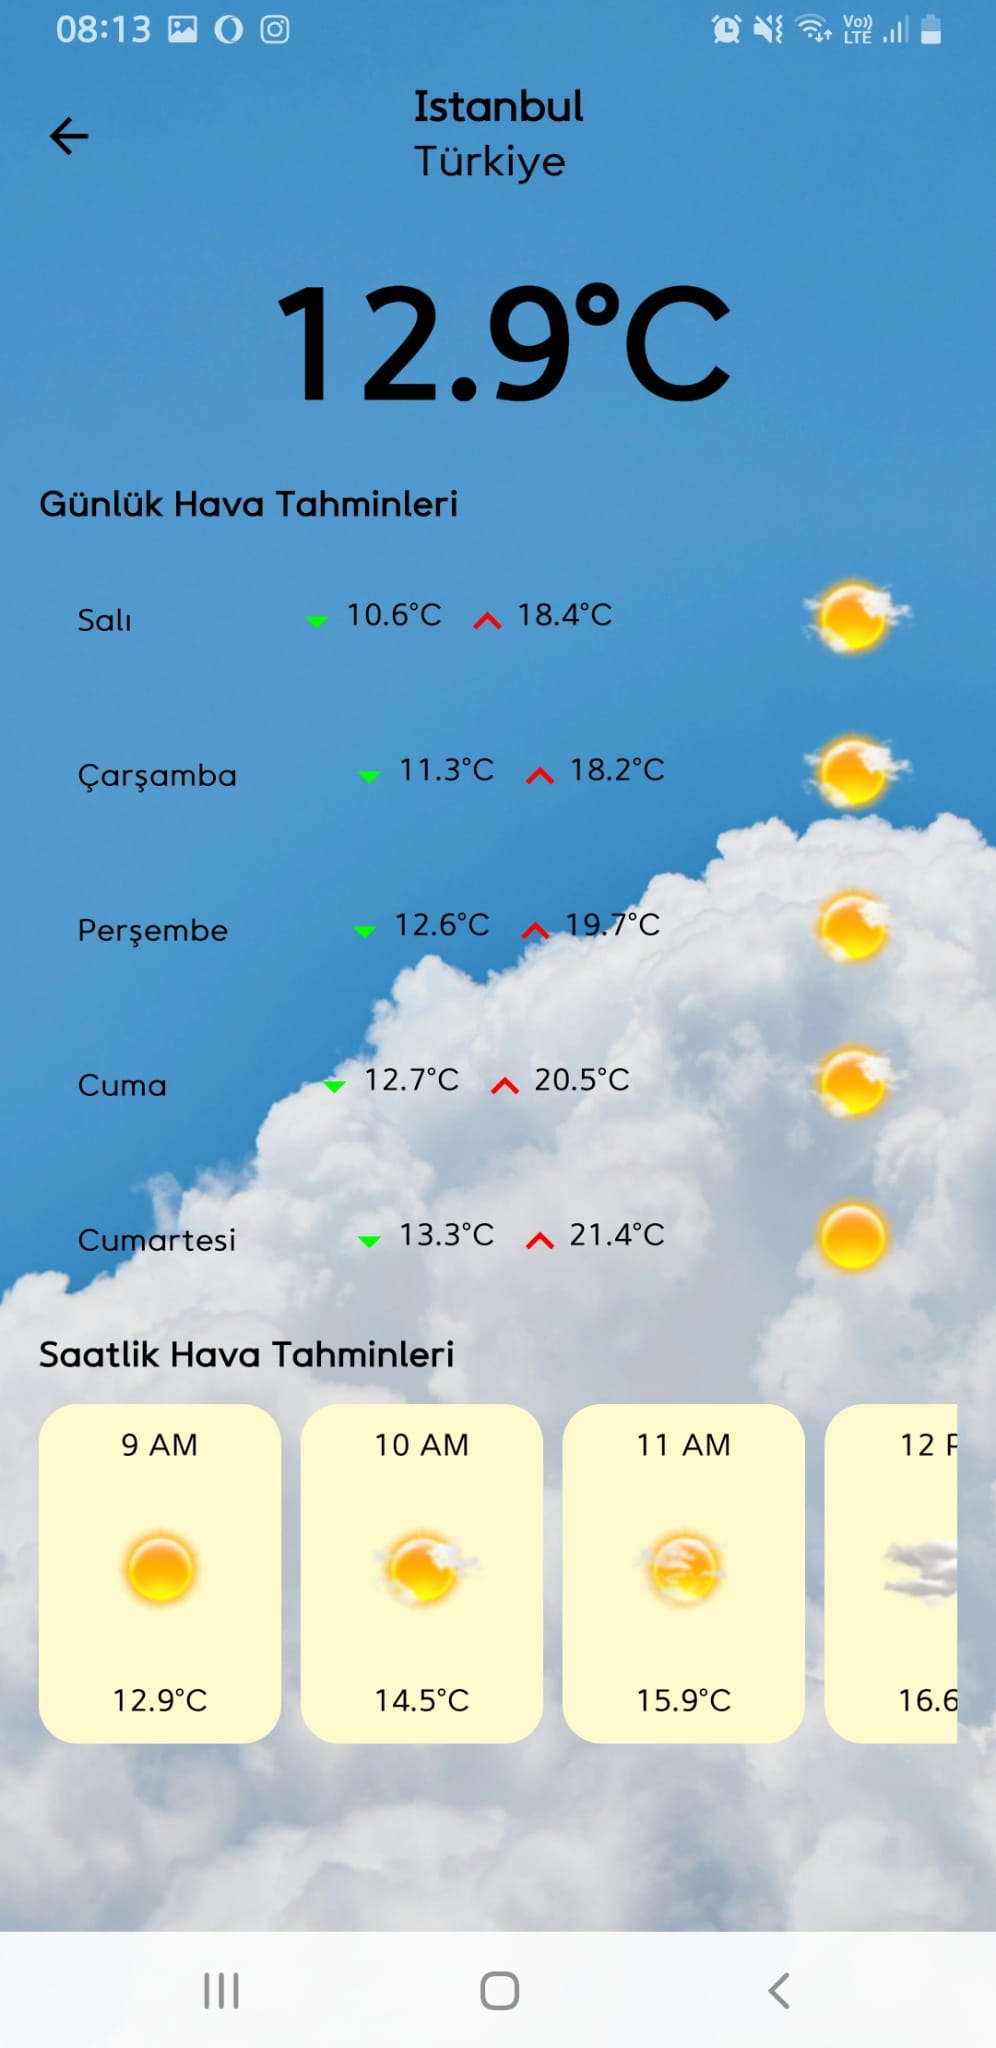 08:13
Vo)) LTE
Istanbul
Türkiye
12.9°C
Günlük Hava Tahminleri
Salı 10.6°C 18.4°C
Çarşamba 11.3°C 18.2°C
Perşembe 12.6°C 19.7°C
Cuma 12.7°C 20.5°C
Cumartesi 13.3°C 21.4°C
Saatlik Hava Tahminleri
9 AM 10 AM 11 AM 12
12.9°C 14.5°C 15.9°C 16.6